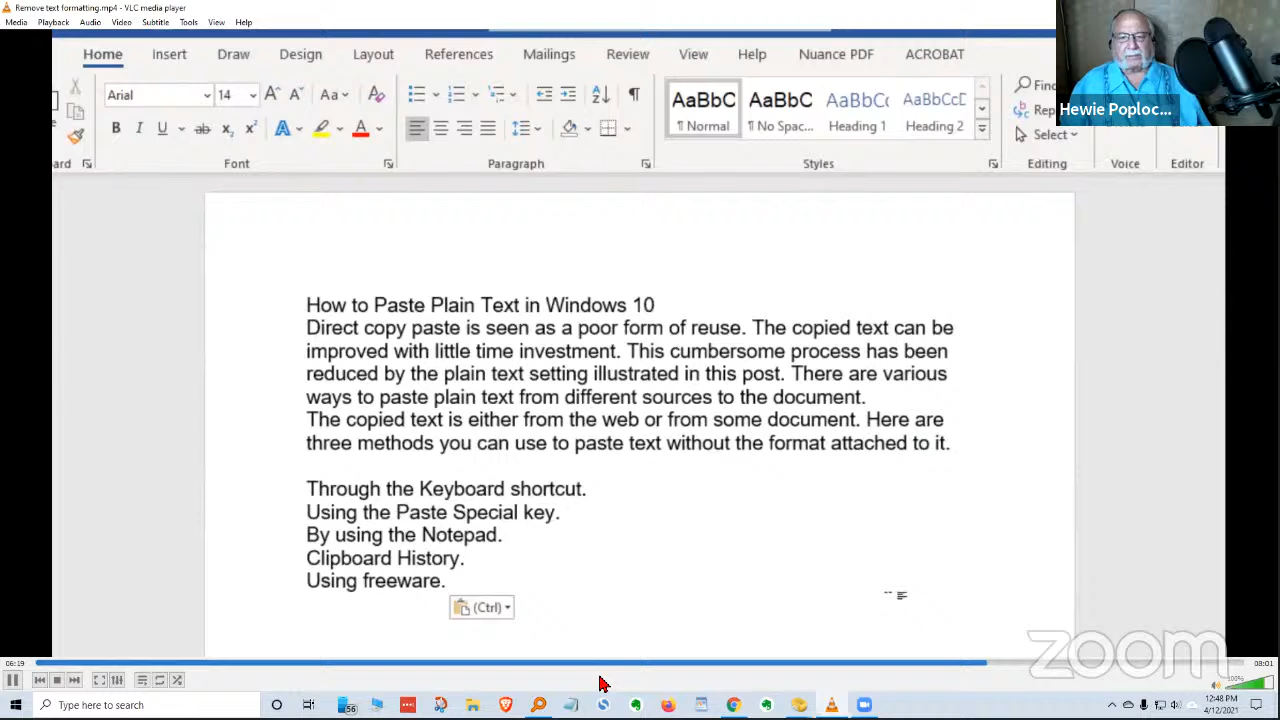 Remove text formatting.mp4 - VLC media player
Media Playback Audio Video Subtitle Tools View Help
Home Insert Draw Design Layout References Mailings Review View Help Nuance PDF ACROBAT
Arial 14 Aa AaBbC AaBbC AaBbCc AaBbCcD Find
Normal No Spac... Heading 1 Heading 2 Rep
Select
ard Font Paragraph Styles Editing Voice Editor
Hewie Poploc...
How to Paste Plain Text in Windows 10
Direct copy paste is seen as a poor form of reuse. The copied text can be
improved with little time investment. This cumbersome process has been
reduced by the plain text setting illustrated in this post. There are various
ways to paste plain text from different sources to the document.
The copied text is either from the web or from some document. Here are
three methods you can use to paste text without the format attached to it.
Through the Keyboard shortcut.
Using the Paste Special key.
By using the Notepad.
Clipboard History.
Using freeware.
(Ctrl)
zoom
06:19 08:01
100%
Type here to search 56 12:48 PM
4/12/2021